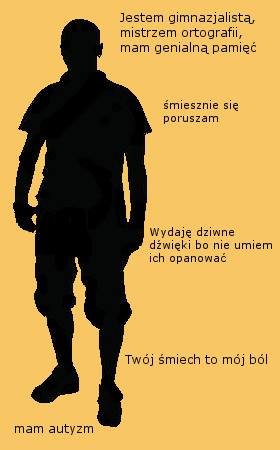 Jestem gimnazjalistą,
mistrzem ortografii,
mam genialną pamięć
śmiesznie się
poruszam
Wydaję dziwne
dźwięki bo nie umiem
ich opanować
Twój śmiech to mój ból
mam autyzm